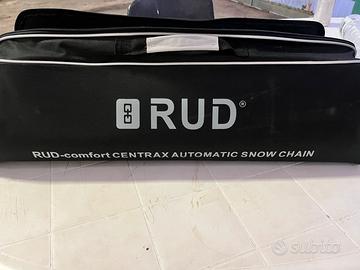 RUD®
RUD-comfort CENTRAX AUTOMATIC SNOW CHAIN
subito